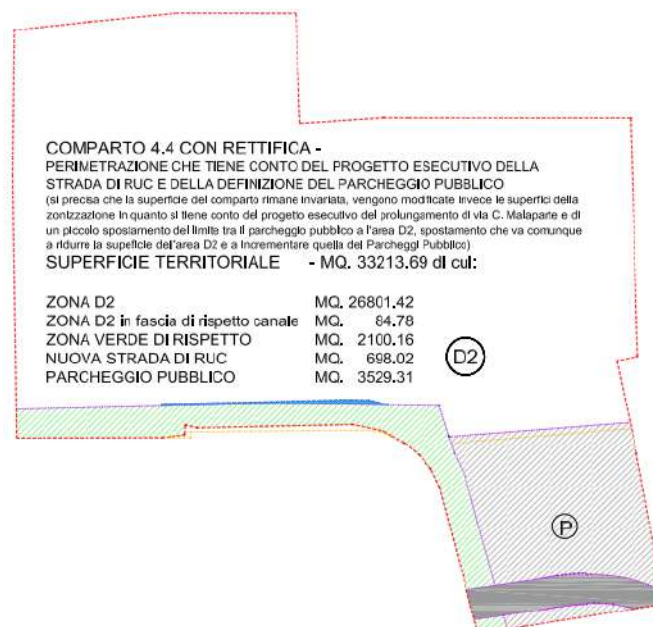 COMPARTO 4.4 CON RETTIFICA -
PERIMETRAZIONE CHE TIENE CONTO DEL PROGETTO ESECUTIVO DELLA
STRADA DI RUC E DELLA DEFINIZIONE DEL PARCHEGGIO PUBBLICO
(si precisa che la superficie del comparto rimane invariata, vengono modificate invece le superfici della
zonizzazione in quanto si tiene conto del progetto esecutivo del prolungamento di via C. Malaparte e di
un piccolo spostamento del limite tra il parcheggio pubblico a l'area D2, spostamento che va comunque
a ridurre la supeficie dell'area D2 e a incrementare quella del Parcheggi Pubblico)
SUPERFICIE TERRITORIALE - MQ. 33213.69 di cui:
ZONA D2 MQ. 26801.42
ZONA D2 in fascia di rispetto canale MQ. 84.78
ZONA VERDE DI RISPETTO MQ. 2100.16
NUOVA STRADA DI RUC MQ. 698.02
PARCHEGGIO PUBBLICO MQ. 3529.31
D2
P